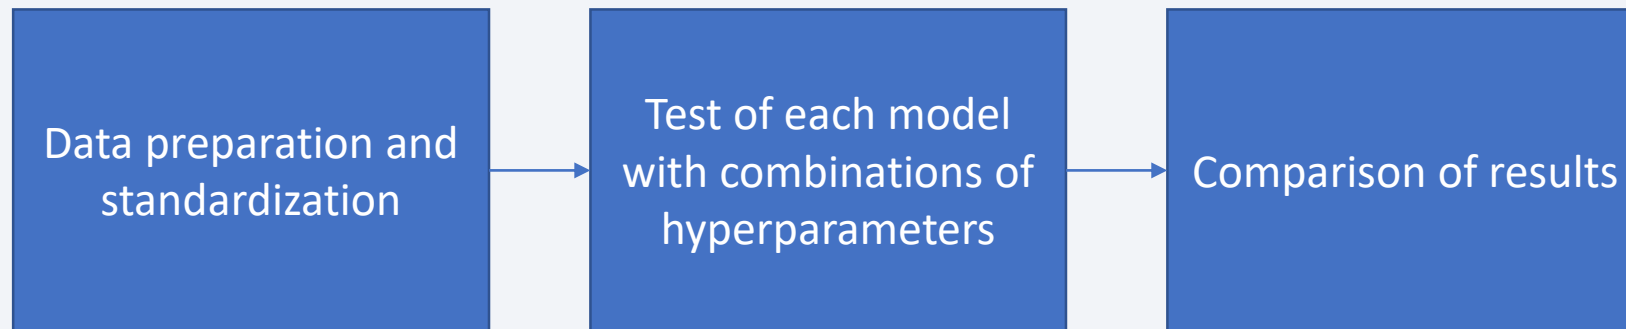 Data preparation and
standardization
Test of each model
with combinations of
hyperparameters
Comparison of results